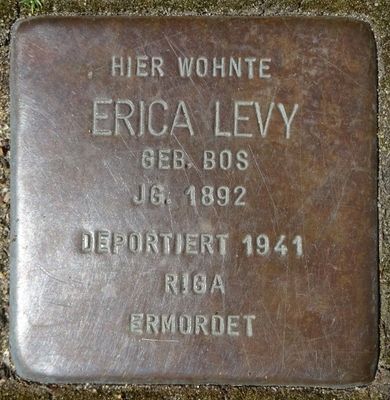 HIER WOHNTE
ERICA LEVY
GEB. BOS
JG. 1892
DEPORTIERT 1941
RIGA
ERMORDET